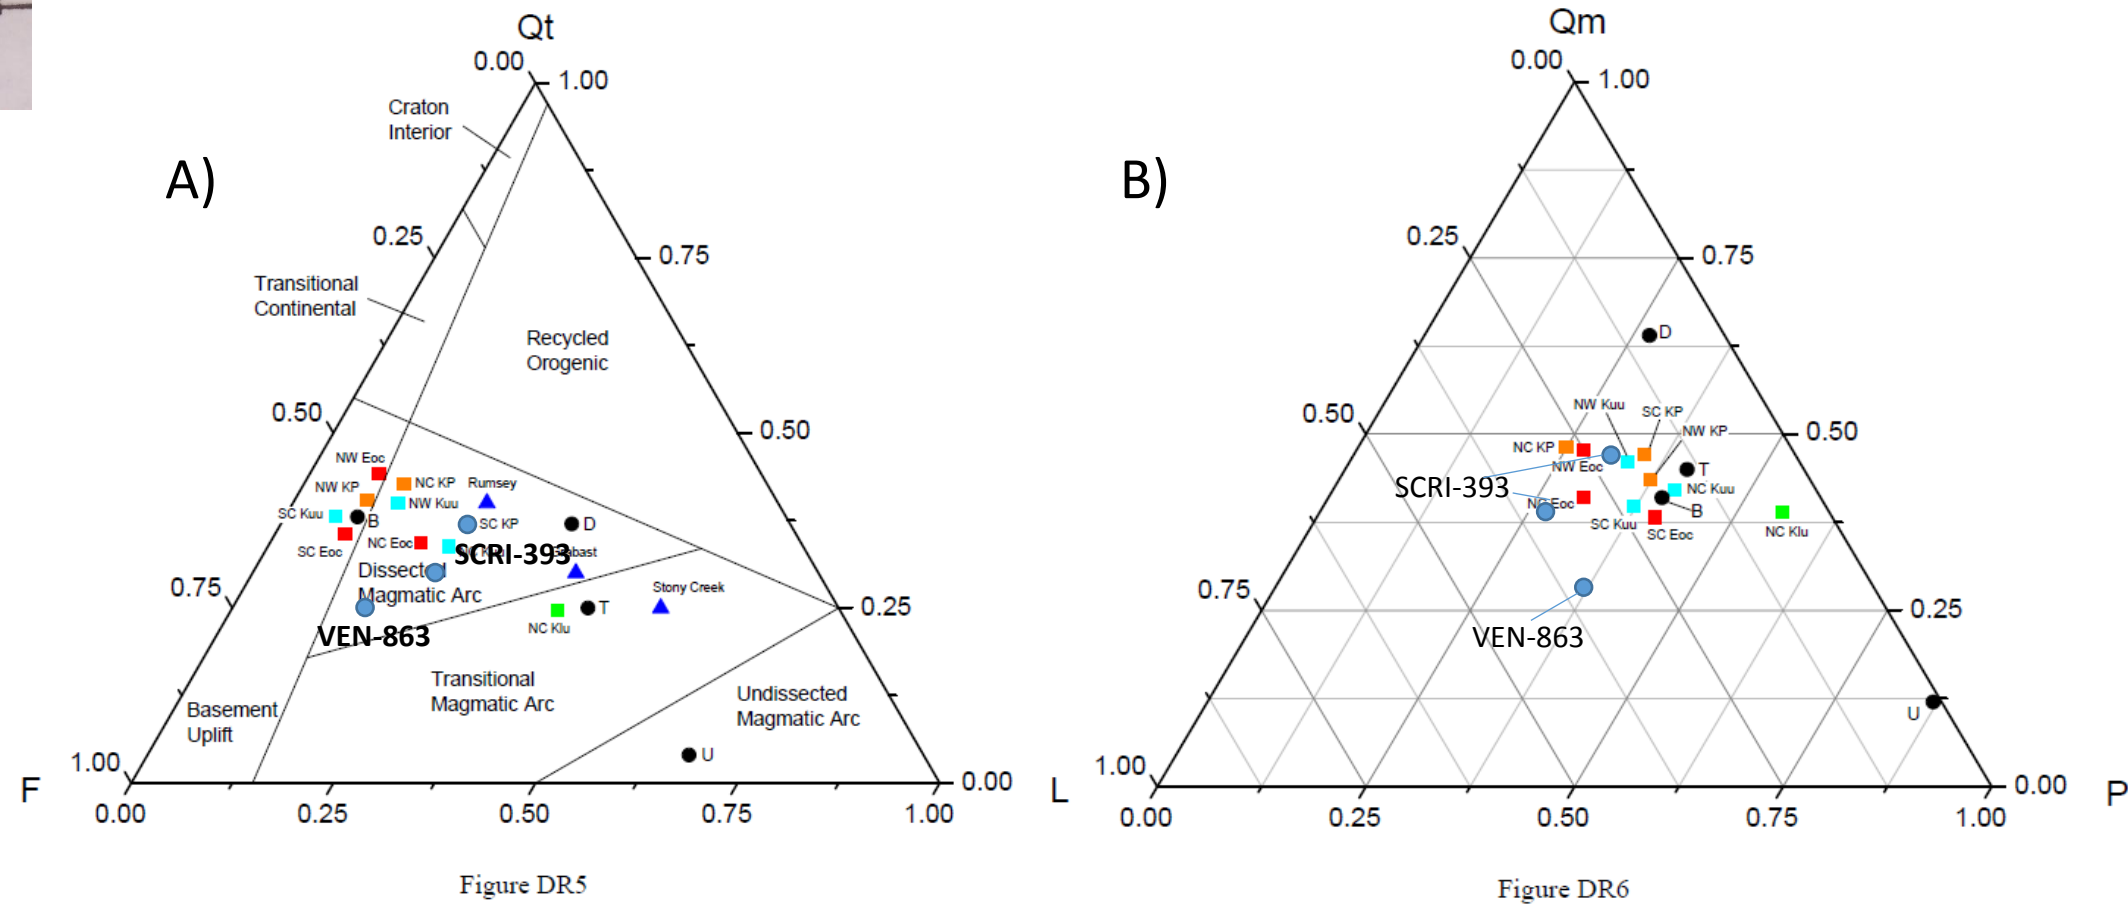 A)
Qt
0.00
1.00
Craton
Interior
0.25
0.75
Transitional
Continental
Recycled
Orogenic
0.50
0.50
NW Eoc
NW KP
NC KP
Rumsey
SC Kuu
B
NW Kuu
SC KP
D
SC Eoc
NC Eoc
SCRI-393
Dissected
Magmatic Arc
0.75
0.25
Stony Creek
T
NC Klu
VEN-863
Transitional
Magmatic Arc
Undissected
Magmatic Arc
Basement
Uplift
U
1.00
0.00
F
0.00
0.25
0.50
0.75
1.00
Figure DR5
B)
Qm
0.00
1.00
0.25
0.75
D
NW Kuu
SC KP
NW KP
0.50
0.50
NC KP
NW Eoc
T
SCRI-393
NC Eoc
NC Kuu
B
SC Kuu
SC Eoc
NC Klu
0.75
0.25
VEN-863
U
1.00
0.00
L
P
0.00
0.25
0.50
0.75
1.00
Figure DR6